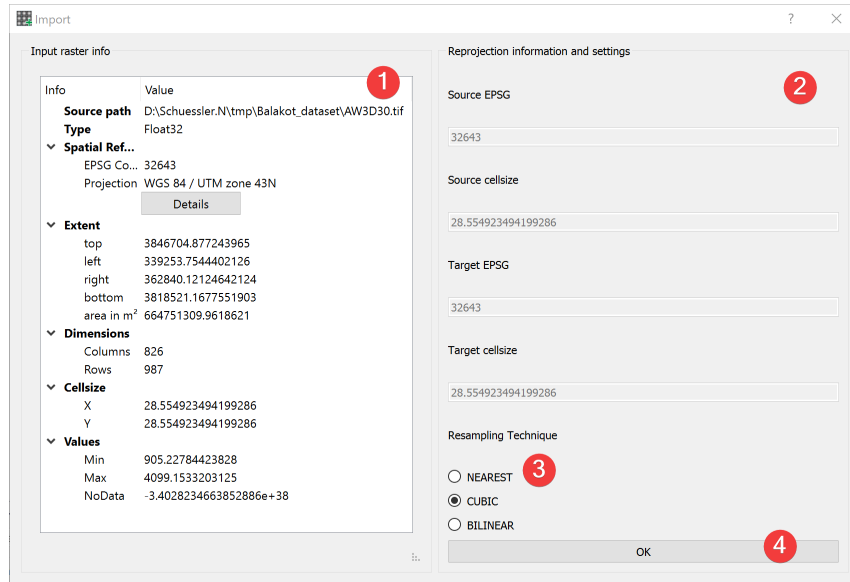 Import
?
Input raster info
1
Info Value
Source path D:\Schuessler.N\tmp\Balakot_dataset\AW3D30.tif
Type Float32
Spatial Ref...
EPSG Co... 32643
Projection WGS 84 / UTM zone 43N
Details
Extent
top 3846704.877243965
left 339253.7544402126
right 362840.12124642124
bottom 3818521.1677551903
area in m² 664751309.9618621
Dimensions
Columns 826
Rows 987
Cellsize
X 28.554923494199286
Y 28.554923494199286
Values
Min 905.22784423828
Max 4099.1533203125
NoData -3.4028234663852886e+38
Reprojection information and settings
2
Source EPSG
32643
Source cellsize
28.554923494199286
Target EPSG
32643
Target cellsize
28.554923494199286
Resampling Technique
3
NEAREST
CUBIC
BILINEAR
4
OK